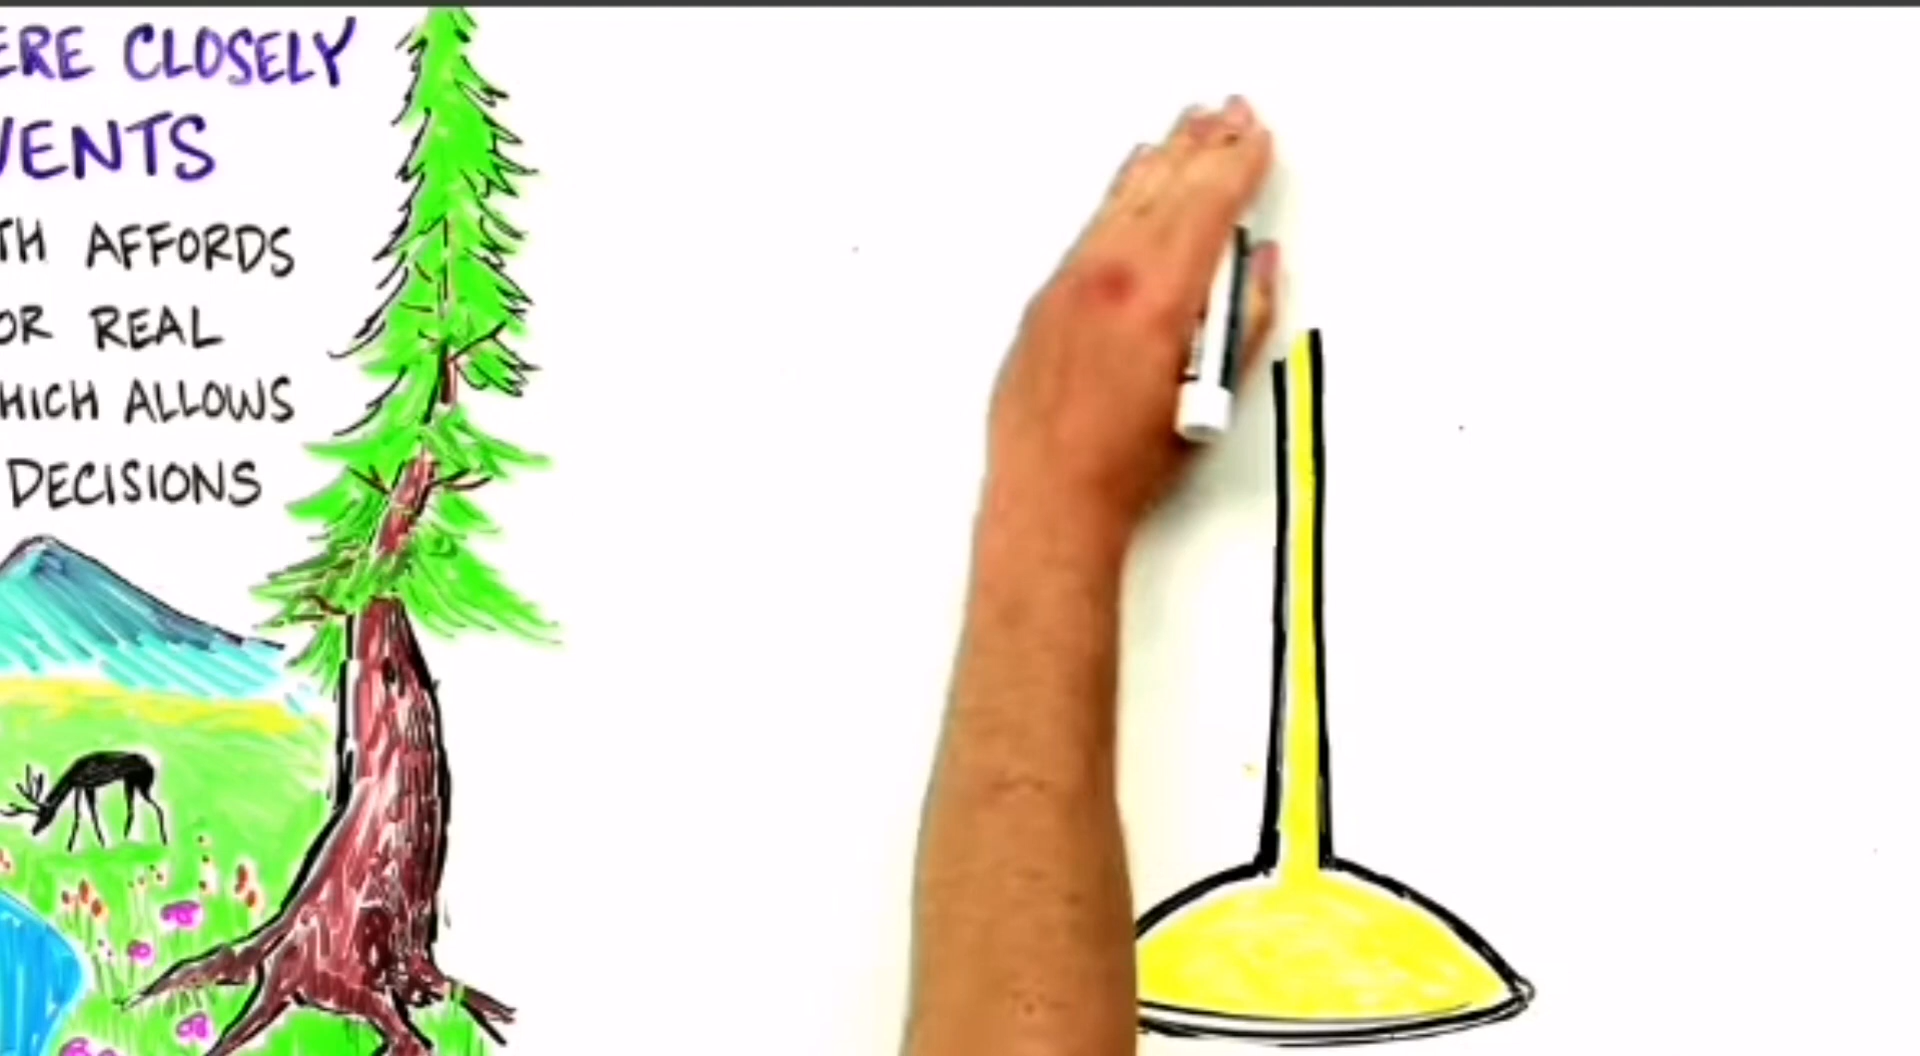 ERE CLOSELY
VENTS
TH AFFORDS
OR REAL
HICH ALLOWS
DECISIONS